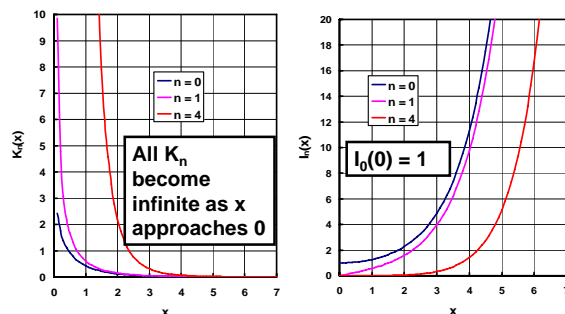 10
9
8
7
6
5
4
3
2
1
0
Kn(x)
n = 0
n = 1
n = 4
All Kn
become
infinite as x
approaches 0
0 1 2 3 4 5 6 7
x
20
18
16
14
12
10
8
6
4
2
0
In(x)
n = 0
n = 1
n = 4
I0(0) = 1
0 1 2 3 4 5 6 7
x